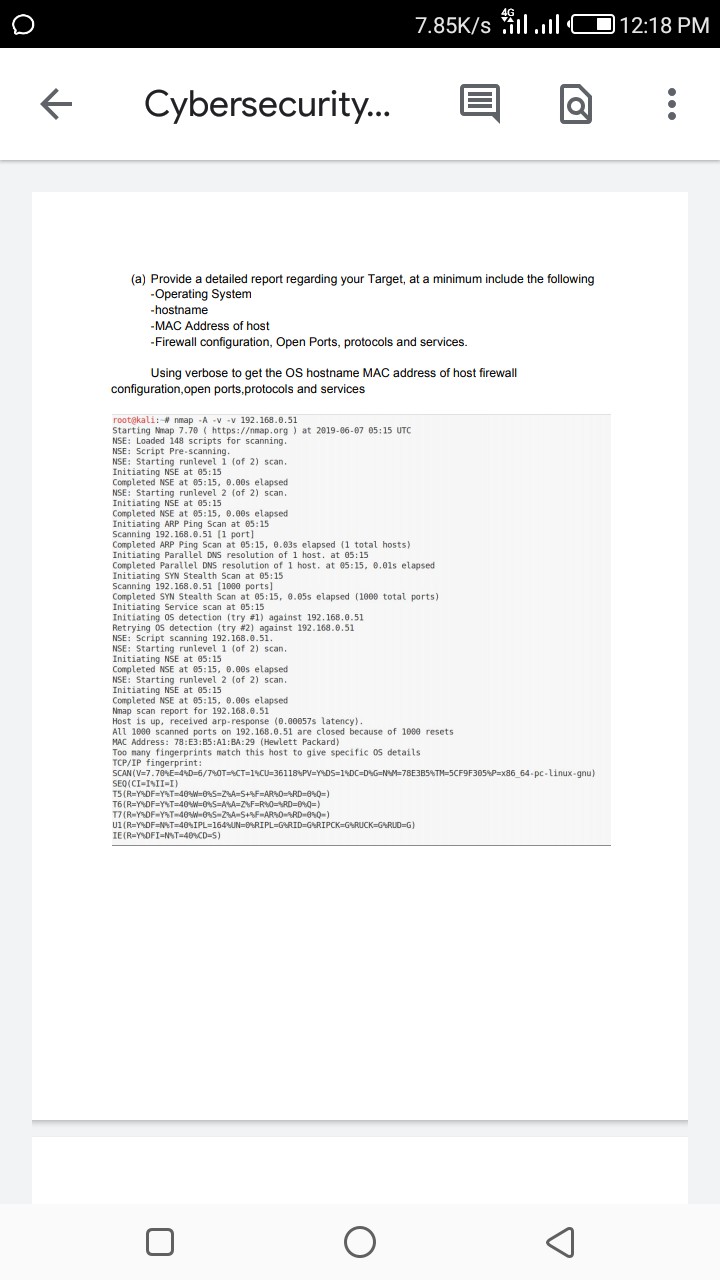 7.85K/s 4G 12:18 PM
Cybersecurity...
(a) Provide a detailed report regarding your Target, at a minimum include the following
-Operating System
-hostname
-MAC Address of host
-Firewall configuration, Open Ports, protocols and services.
Using verbose to get the OS hostname MAC address of host firewall
configuration,open ports,protocols and services
root@kali:~# nmap -A -v -v 192.168.0.51
Starting Nmap 7.70 ( https://nmap.org ) at 2019-06-07 05:15 UTC
NSE: Loaded 148 scripts for scanning.
NSE: Script Pre-scanning.
NSE: Starting runlevel 1 (of 2) scan.
Initiating NSE at 05:15
Completed NSE at 05:15, 0.00s elapsed
NSE: Starting runlevel 2 (of 2) scan.
Initiating NSE at 05:15
Completed NSE at 05:15, 0.00s elapsed
Initiating ARP Ping Scan at 05:15
Scanning 192.168.0.51 [1 port]
Completed ARP Ping Scan at 05:15, 0.03s elapsed (1 total hosts)
Initiating Parallel DNS resolution of 1 host. at 05:15
Completed Parallel DNS resolution of 1 host. at 05:15, 0.01s elapsed
Initiating SYN Stealth Scan at 05:15
Scanning 192.168.0.51 [1000 ports]
Completed SYN Stealth Scan at 05:15, 0.05s elapsed (1000 total ports)
Initiating Service scan at 05:15
Initiating OS detection (try #1) against 192.168.0.51
Retrying OS detection (try #2) against 192.168.0.51
NSE: Script scanning 192.168.0.51.
NSE: Starting runlevel 1 (of 2) scan.
Initiating NSE at 05:15
Completed NSE at 05:15, 0.00s elapsed
NSE: Starting runlevel 2 (of 2) scan.
Initiating NSE at 05:15
Completed NSE at 05:15, 0.00s elapsed
Nmap scan report for 192.168.0.51
Host is up, received arp-response (0.00057s latency).
All 1000 scanned ports on 192.168.0.51 are closed because of 1000 resets
MAC Address: 78:E3:B5:A1:BA:29 (Hewlett Packard)
Too many fingerprints match this host to give specific OS details
TCP/IP fingerprint:
SCAN(V=7.70%E=4%D=6/7%OT=%CT=1%CU=36118%PV=Y%DS=1%DC=D%G=N%M=78E3B5%TM=5CF9F305%P=x86_64-pc-linux-gnu)
SEQ(CI=I%II=I)
T5(R=Y%DF=Y%T=40%W=0%S=Z%A=S+%F=AR%O=%RD=0%Q=)
T6(R=Y%DF=Y%T=40%W=0%S=A%A=Z%F=R%O=%RD=0%Q=)
T7(R=Y%DF=Y%T=40%W=0%S=Z%A=S+%F=AR%O=%RD=0%Q=)
U1(R=Y%DF=N%T=40%IPL=164%UN=0%RIPL=G%RID=G%RIPCK=G%RUCK=G%RUD=G)
IE(R=Y%DFI=N%T=40%CD=S)